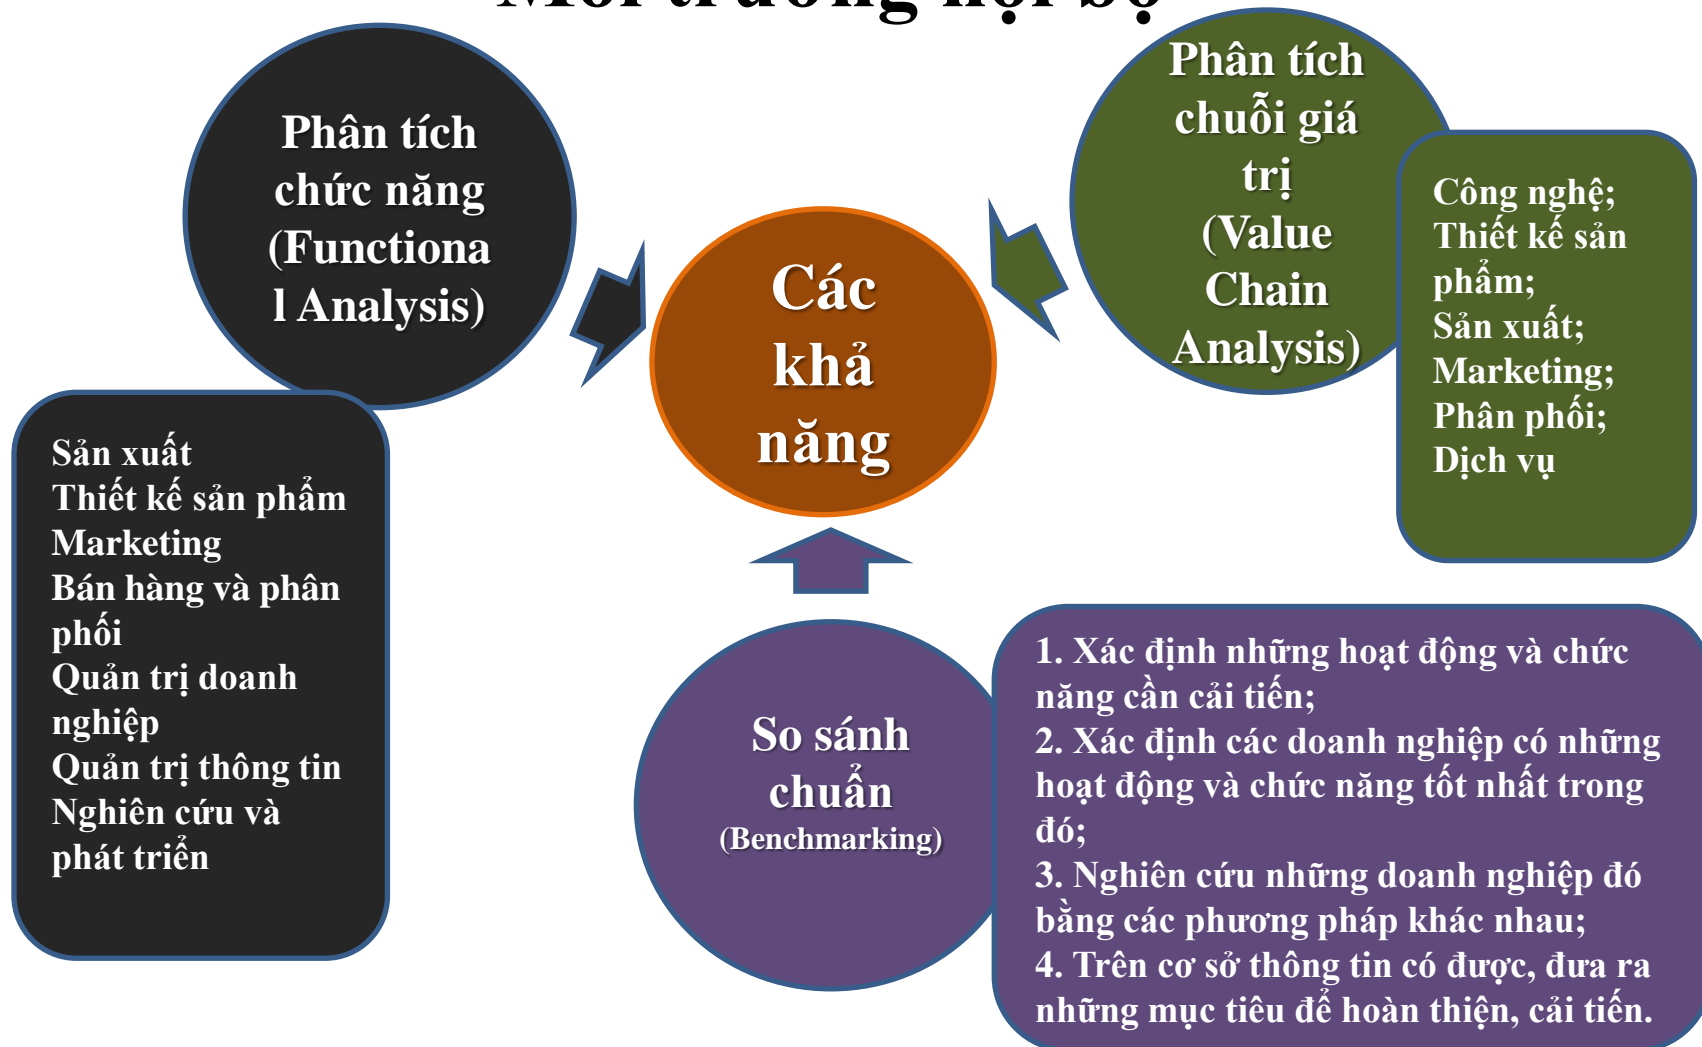 Môi trường nội bộ
Phân tích
chức năng
(Functiona
l Analysis)
Sản xuất
Thiết kế sản phẩm
Marketing
Bán hàng và phân
phối
Quản trị doanh
nghiệp
Quản trị thông tin
Nghiên cứu và
phát triển
Các
khả
năng
Phân tích
chuỗi giá
trị
(Value
Chain
Analysis)
Công nghệ;
Thiết kế sản
phẩm;
Sản xuất;
Marketing;
Phân phối;
Dịch vụ
So sánh
chuẩn
(Benchmarking)
1. Xác định những hoạt động và chức
năng cần cải tiến;
2. Xác định các doanh nghiệp có những
hoạt động và chức năng tốt nhất trong
đó;
3. Nghiên cứu những doanh nghiệp đó
bằng các phương pháp khác nhau;
4. Trên cơ sở thông tin có được, đưa ra
những mục tiêu để hoàn thiện, cải tiến.